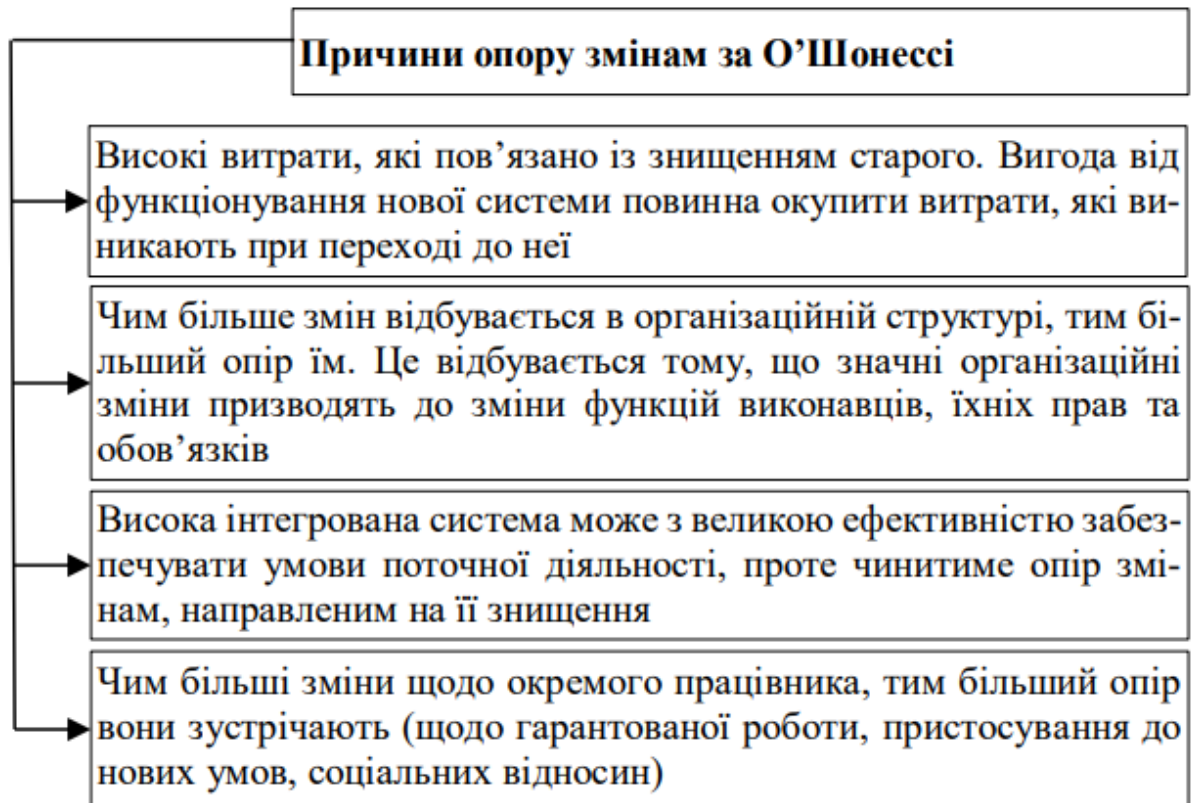 Причини опору змінам за О’Шонессі
Високі витрати, які пов’язано із знищенням старого. Вигода від
функціонування нової системи повинна окупити витрати, які ви-
никають при переході до неї
Чим більше змін відбувається в організаційній структурі, тим бі-
льший опір їм. Це відбувається тому, що значні організаційні
зміни призводять до зміни функцій виконавців, їхніх прав та
обов’язків
Висока інтегрована система може з великою ефективністю забез-
печувати умови поточної діяльності, проте чинитиме опір змі-
нам, направленим на її знищення
Чим більші зміни щодо окремого працівника, тим більший опір
вони зустрічають (щодо гарантованої роботи, пристосування до
нових умов, соціальних відносин)